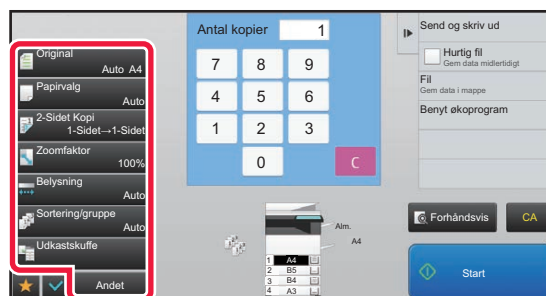 Original
Auto A4
Papirvalg
Auto
2-Sidet Kopi
1-Sidet→1-Sidet
Zoomfaktor
100%
Belysning
Auto
Sortering/gruppe
Auto
Udkastskuffe
Andet
Antal kopier 1
7 8 9
4 5 6
1 2 3
0 C
Alm.
A4
1 A4
2 B5
3 B4
4 A3
Send og skriv ud
Hurtig fil
Gem data midlertidigt
Fil
Gem data i mappe
Benyt økoprogram
Forhåndsvis CA
Start